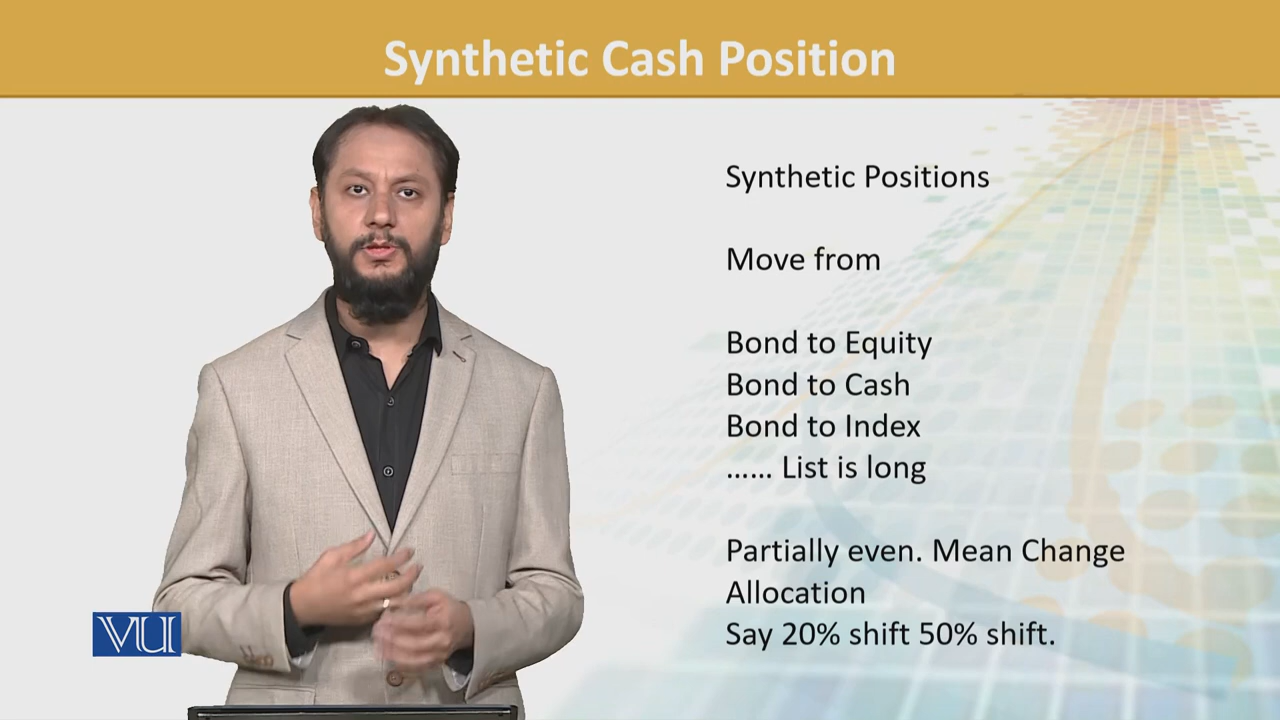 Synthetic Cash Position
Synthetic Positions
Move from
Bond to Equity
Bond to Cash
Bond to Index
...... List is long
Partially even. Mean Change
Allocation
Say 20% shift 50% shift.
VU